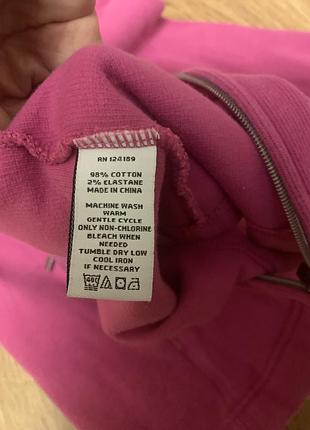 RN 124189
98% COTTON
2% ELASTANE
MADE IN CHINA
MACHINE WASH
WARM
GENTLE CYCLE
ONLY NON-CHLORINE
BLEACH WHEN
NEEDED
TUMBLE DRY LOW
COOL IRON
IF NECESSARY